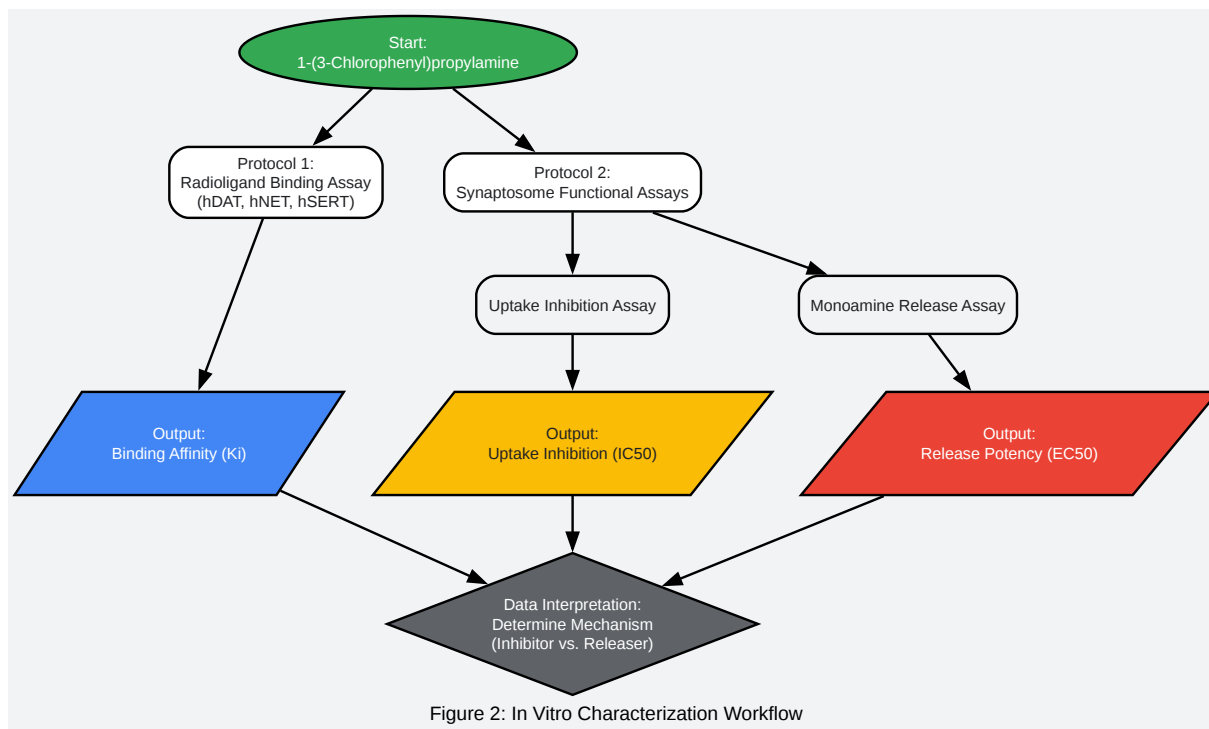 Start:
1-(3-Chlorophenyl)propylamine
Protocol 1:
Radioligand Binding Assay
(hDAT, hNET, hSERT)
Protocol 2:
Synaptosome Functional Assays
Uptake Inhibition Assay
Monoamine Release Assay
Output:
Binding Affinity (Ki)
Output:
Uptake Inhibition (IC50)
Output:
Release Potency (EC50)
Data Interpretation:
Determine Mechanism
(Inhibitor vs. Releaser)
Figure 2: In Vitro Characterization Workflow